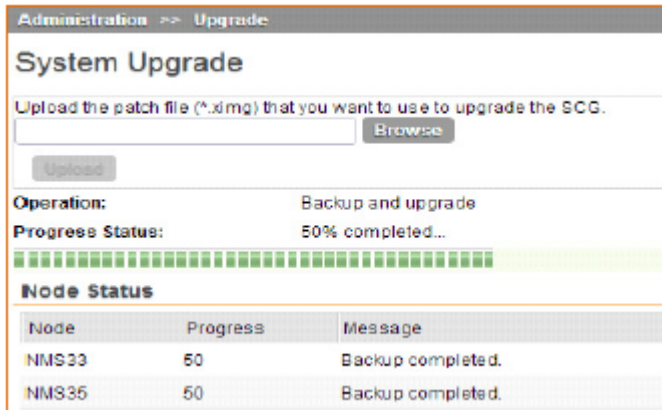 Administration >> Upgrade
System Upgrade
Upload the patch file (*.ximg) that you want to use to upgrade the SCG.
Browse
Upload
Operation: Backup and upgrade
Progress Status: 50% completed...
Node Status
Node Progress Message
NMS33 50 Backup completed.
NMS35 50 Backup completed.